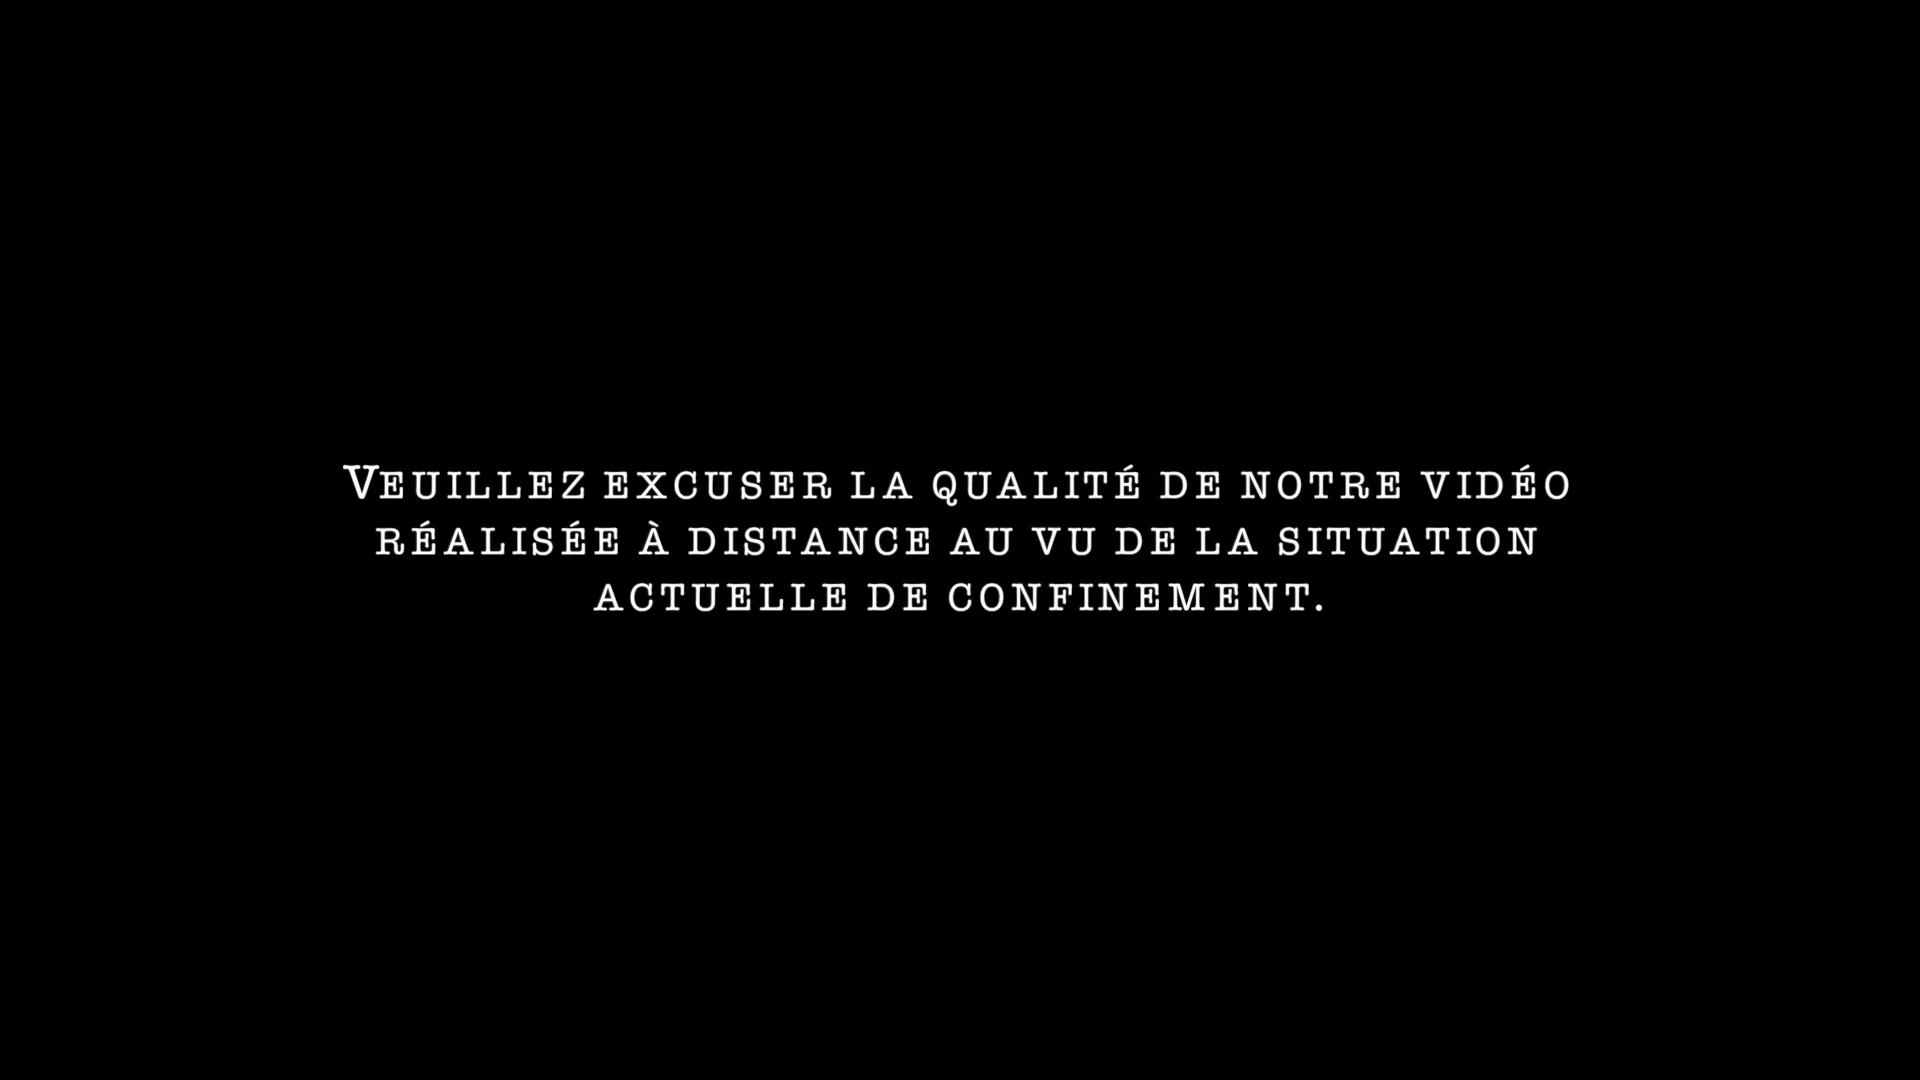 Veuillez excuser la qualité de notre vidéo
réalisée à distance au vu de la situation
actuelle de confinement.